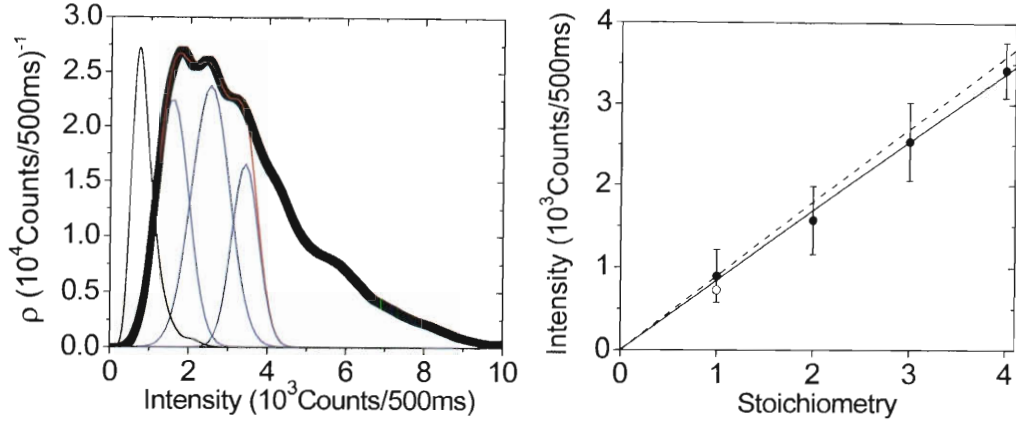 3.0
2.5
2.0
1.5
1.0
0.5
0.0
ρ (10⁴Counts/500ms)⁻¹
0 2 4 6 8 10
Intensity (10³Counts/500ms)
4
3
2
1
0
Intensity (10³Counts/500ms)
0 1 2 3 4
Stoichiometry